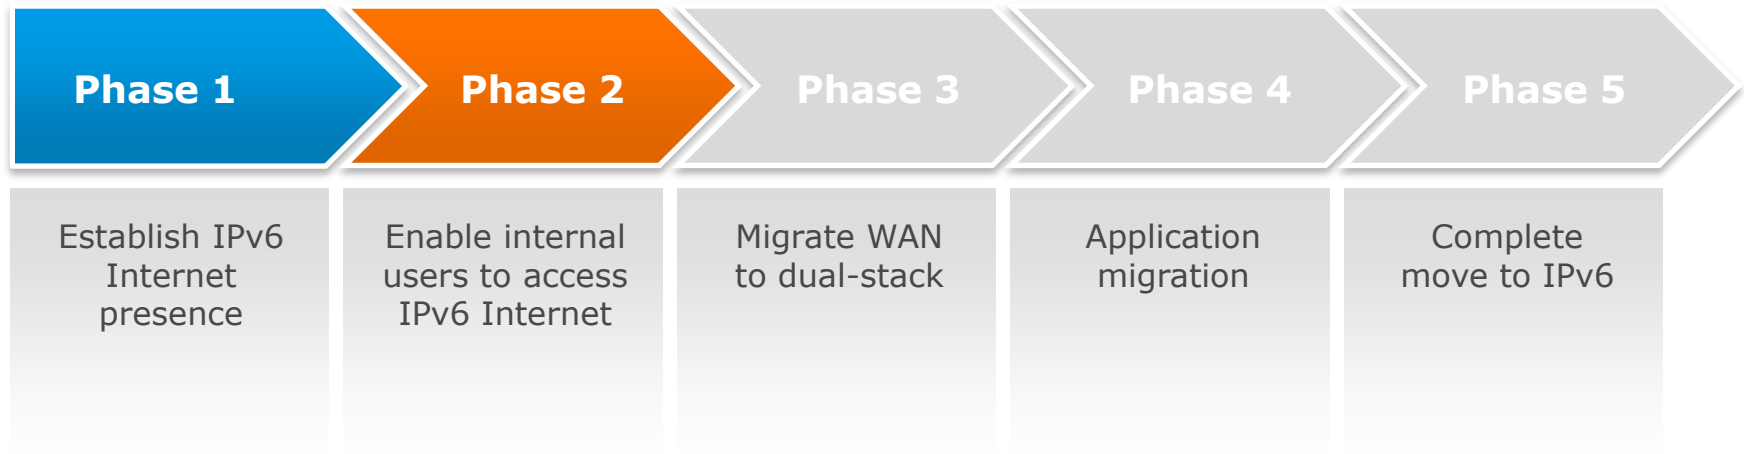 Phase 1
Phase 2
Phase 3
Phase 4
Phase 5
Establish IPv6
Internet
presence
Enable internal
users to access
IPv6 Internet
Migrate WAN
to dual-stack
Application
migration
Complete
move to IPv6